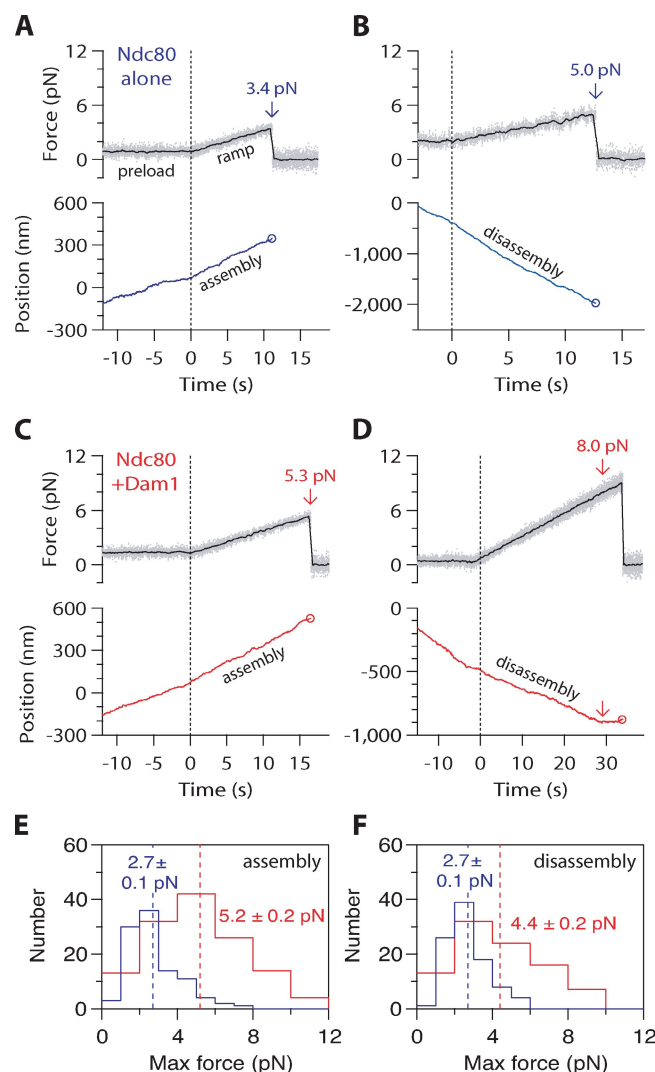 A
B
Ndc80
alone
12
6
0
Force (pN)
3.4 pN
preload
ramp
12
6
0
5.0 pN
600
300
0
-300
Position (nm)
assembly
-10 -5 0 5 10 15
Time (s)
0
-1,000
-2,000
disassembly
0 5 10 15
Time (s)
C
D
Ndc80
+Dam1
12
6
0
Force (pN)
5.3 pN
12
6
0
8.0 pN
600
300
0
-300
Position (nm)
assembly
-10 -5 0 5 10 15
Time (s)
0
-500
-1,000
disassembly
-10 0 10 20 30
Time (s)
E
F
60
40
20
0
Number
2.7±
0.1 pN
assembly
5.2 ± 0.2 pN
0 4 8 12
Max force (pN)
60
40
20
0
Number
2.7±
0.1 pN
disassembly
4.4 ± 0.2 pN
0 4 8 12
Max force (pN)